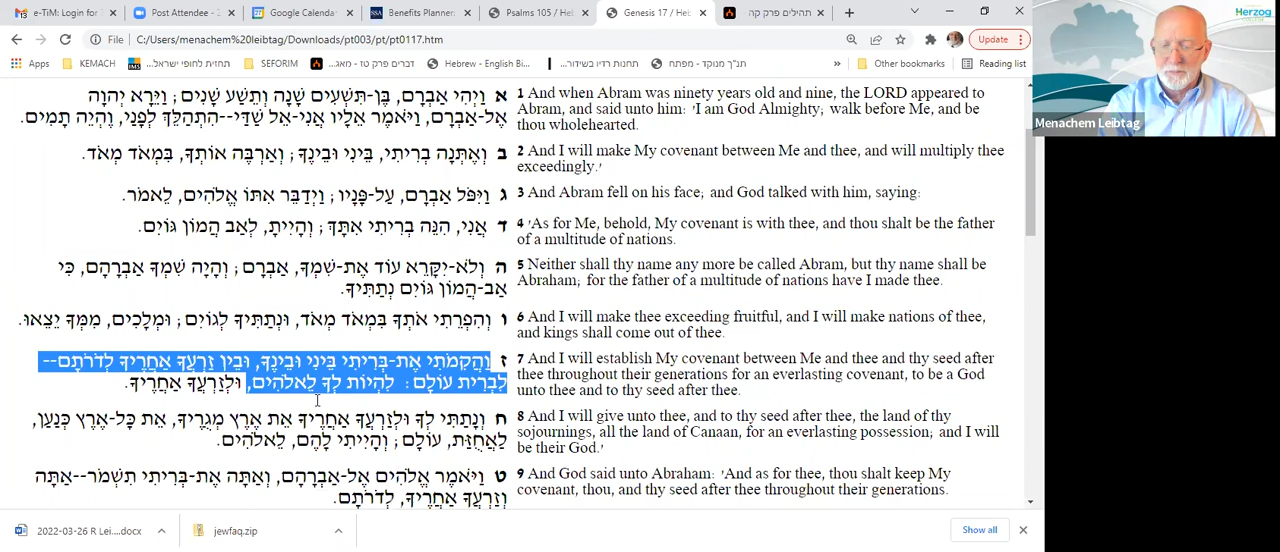 e-TiM: Login for T
Post Attendee - Z
Google Calenda
Benefits Planner
Psalms 105 / He
Genesis 17 / Heb
תהילים פרק קה
File
C:/Users/menachem%20leibtag/Downloads/pt003/pt/pt0117.htm
Update
Apps
KEMACH
תחזית לחופי ישראל...
SEFORIM
דברים פרק טז - מאג...
Hebrew - English Bi...
תחנות רדיו בשידור...
תנ"ך מנוקד - מפתח
»
Other bookmarks
Reading list
Herzog
Menachem Leibtag
א וַיְהִי אַבְרָם, בֶּן-תִּשְׁעִים שָׁנָה וְתֵשַׁע שָׁנִים; וַיֵּרָא יְהוָה
אֶל-אַבְרָם, וַיֹּאמֶר אֵלָיו אֲנִי-אֵל שַׁדַּי--הִתְהַלֵּךְ לְפָנַי, וֶהְיֵה תָמִים.
1 And when Abram was ninety years old and nine, the LORD appeared to
Abram, and said unto him: 'I am God Almighty; walk before Me, and be
thou wholehearted.
ב וְאֶתְּנָה בְרִיתִי, בֵּינִי וּבֵינֶךָ; וְאַרְבֶּה אוֹתְךָ, בִּמְאֹד מְאֹד.
2 And I will make My covenant between Me and thee, and will multiply thee
exceedingly.'
ג וַיִּפֹּל אַבְרָם, עַל-פָּנָיו; וַיְדַבֵּר אִתּוֹ אֱלֹהִים, לֵאמֹר.
3 And Abram fell on his face; and God talked with him, saying:
ד אֲנִי, הִנֵּה בְרִיתִי אִתָּךְ; וְהָיִיתָ, לְאַב הֲמוֹן גּוֹיִם.
4 'As for Me, behold, My covenant is with thee, and thou shalt be the father
of a multitude of nations.
ה וְלֹא-יִקָּרֵא עוֹד אֶת-שִׁמְךָ, אַבְרָם; וְהָיָה שִׁמְךָ אַבְרָהָם, כִּי
אַב-הֲמוֹן גּוֹיִם נְתַתִּיךָ.
5 Neither shall thy name any more be called Abram, but thy name shall be
Abraham; for the father of a multitude of nations have I made thee.
ו וְהִפְרֵתִי אֹתְךָ בִּמְאֹד מְאֹד, וּנְתַתִּיךָ לְגוֹיִם; וּמְלָכִים, מִמְּךָ יֵצֵאוּ.
6 And I will make thee exceeding fruitful, and I will make nations of thee,
and kings shall come out of thee.
ז וַהֲקִמֹתִי אֶת-בְּרִיתִי בֵּינִי וּבֵינֶךָ, וּבֵין זַרְעֲךָ אַחֲרֶיךָ לְדֹרֹתָם--
לִבְרִית עוֹלָם: לִהְיוֹת לְךָ לֵאלֹהִים, וּלְזַרְעֲךָ אַחֲרֶיךָ.
7 And I will establish My covenant between Me and thee and thy seed after
thee throughout their generations for an everlasting covenant, to be a God
unto thee and to thy seed after thee.
ח וְנָתַתִּי לְךָ וּלְזַרְעֲךָ אַחֲרֶיךָ אֵת אֶרֶץ מְגֻרֶיךָ, אֵת כָּל-אֶרֶץ כְּנַעַן,
לַאֲחֻזַּת, עוֹלָם; וְהָיִיתִי לָהֶם, לֵאלֹהִים.
8 And I will give unto thee, and to thy seed after thee, the land of thy
sojournings, all the land of Canaan, for an everlasting possession; and I will
be their God.'
ט וַיֹּאמֶר אֱלֹהִים אֶל-אַבְרָהָם, וְאַתָּה אֶת-בְּרִיתִי תִשְׁמֹר--אַתָּה
וְזַרְעֲךָ אַחֲרֶיךָ, לְדֹרֹתָם.
9 And God said unto Abraham: 'And as for thee, thou shalt keep My
covenant, thou, and thy seed after thee throughout their generations.
2022-03-26 R Lei....docx
jewfaq.zip
Show all